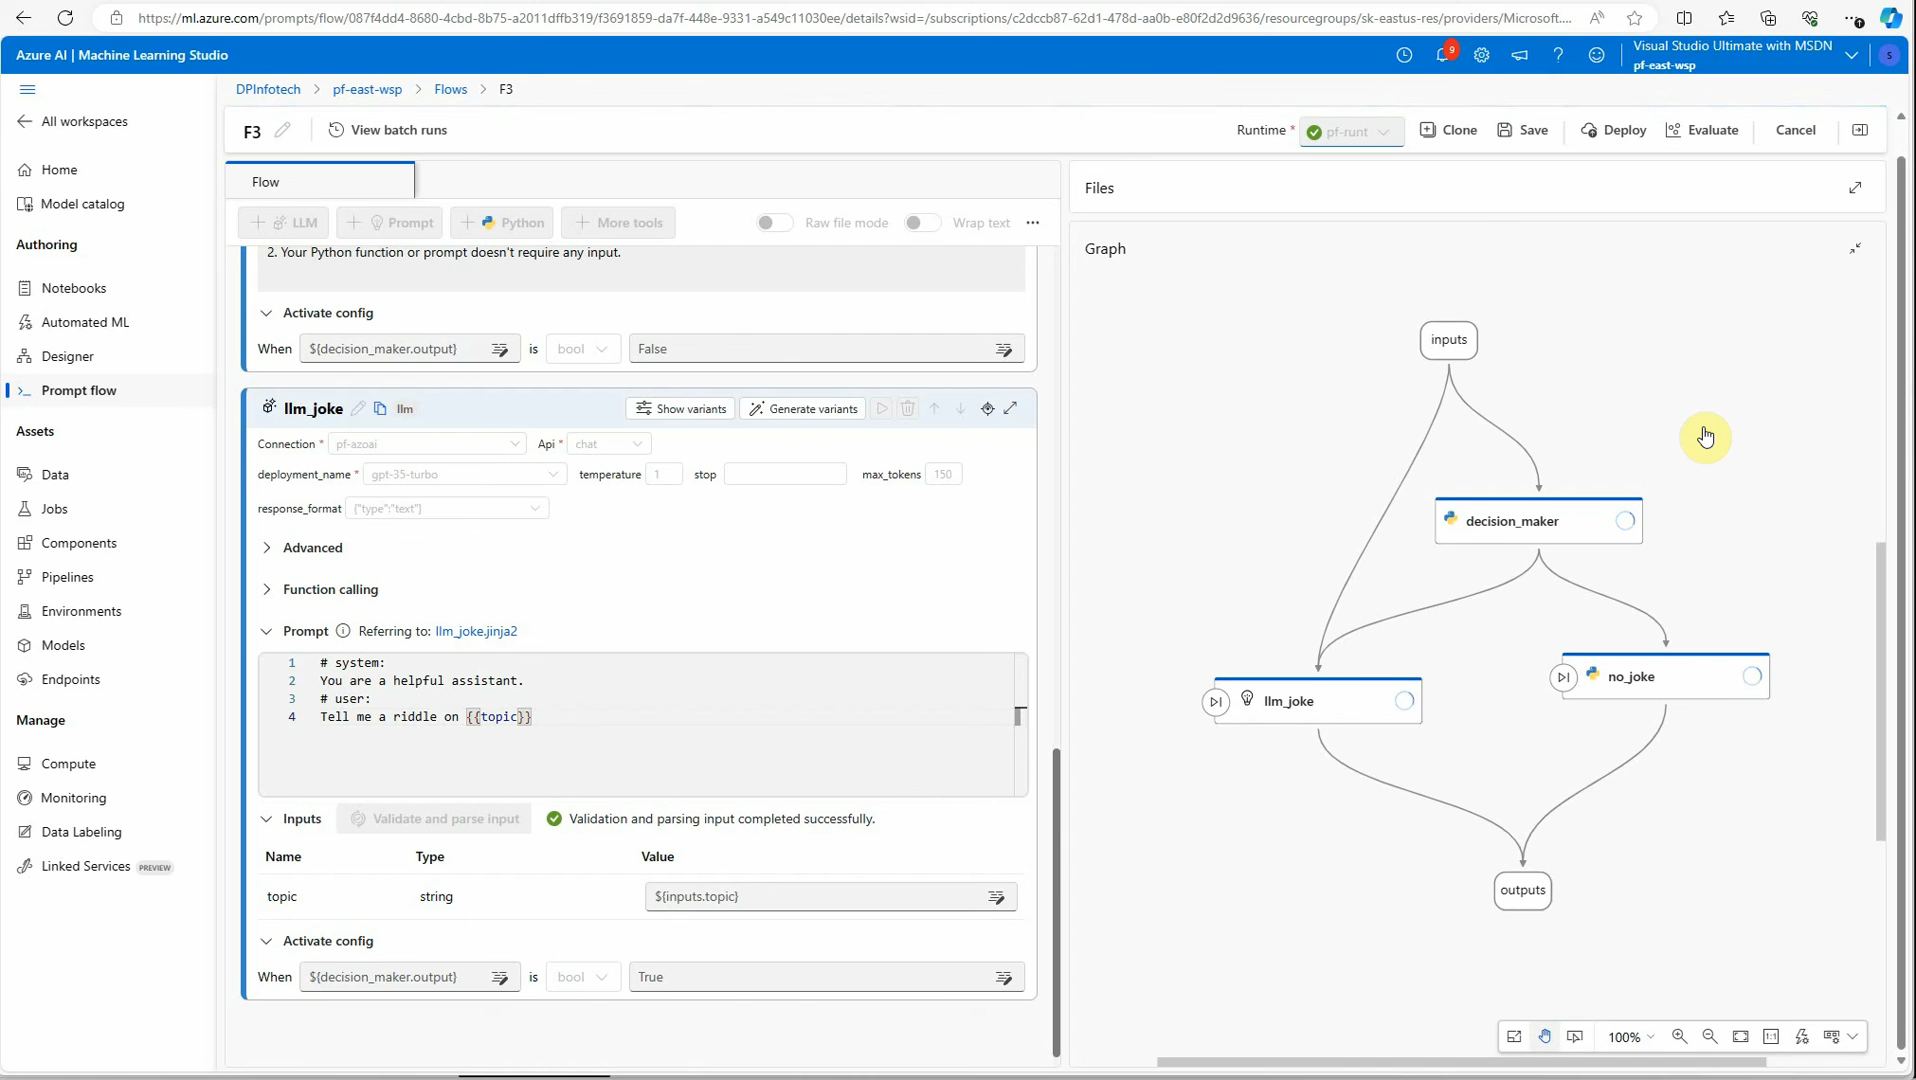 https://ml.azure.com/prompts/flow/087f4dd4-8680-4cbd-8b75-a2011dffb319/f3691859-da7f-448e-9331-a549c11030ee/details?wsid=/subscriptions/c2dccb87-62d1-478d-aa0b-e80f2d2d9636/resourcegroups/sk-eastus-res/providers/Microsoft....
Azure AI | Machine Learning Studio
9
Visual Studio Ultimate with MSDN
pf-east-wsp
S
DPInfotech > pf-east-wsp > Flows > F3
All workspaces
Home
Model catalog
Authoring
Notebooks
Automated ML
Designer
Prompt flow
Assets
Data
Jobs
Components
Pipelines
Environments
Models
Endpoints
Manage
Compute
Monitoring
Data Labeling
Linked Services PREVIEW
F3 View batch runs
Runtime * pf-runt Clone Save Deploy Evaluate Cancel
Flow
LLM Prompt Python More tools Raw file mode Wrap text
2. Your Python function or prompt doesn't require any input.
Activate config
When ${decision_maker.output} is bool False
llm_joke llm Show variants Generate variants
Connection * pf-azoai Api * chat
deployment_name * gpt-35-turbo temperature 1 stop max_tokens 150
response_format {"type":"text"}
Advanced
Function calling
Prompt Referring to: llm_joke.jinja2
1 # system:
2 You are a helpful assistant.
3 # user:
4 Tell me a riddle on {{topic}}
Inputs Validate and parse input Validation and parsing input completed successfully.
Name Type Value
topic string ${inputs.topic}
Activate config
When ${decision_maker.output} is bool True
Files
Graph
inputs
decision_maker
llm_joke
no_joke
outputs
100%
1:1